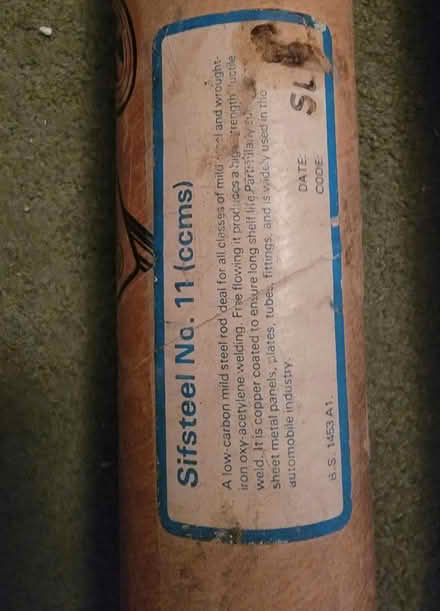 Sifsteel No. 11 (ccms)
A low-carbon mild steel rod ideal for all classes of mild and wrought-
iron oxy-acetylene welding. Free flowing it produces a high strength ductile
weld. It is copper coated to ensure long shelf life. Particularly
sheet metal panels, plates, tubes, fittings, and is widely used in the
automobile industry.
DATE:
CODE: SL
B.S. 1453 A1.